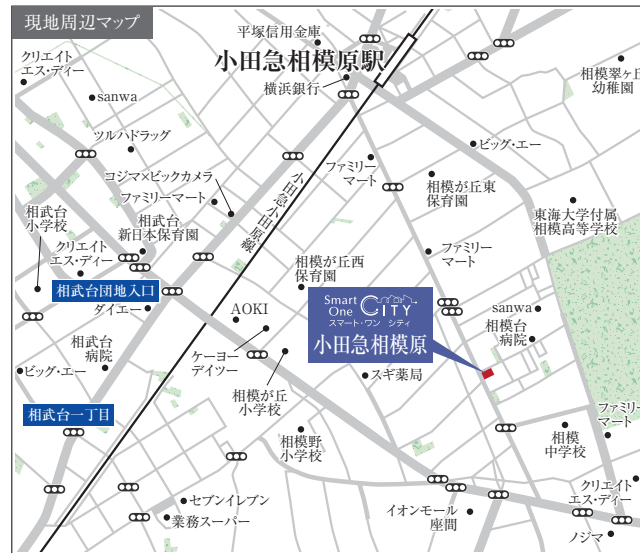 現地周辺マップ
平塚信用金庫
小田急相模原駅
横浜銀行
クリエイト
エス・ディー
sanwa
ツルハドラッグ
コジマ×ビックカメラ
ファミリーマート
小田急小田原線
相模翠ヶ丘
幼稚園
ビッグ・エー
ファミリー
マート
相模が丘東
保育園
東海大学付属
相模高等学校
相武台
小学校
相武台
新日本保育園
クリエイト
エス・ディー
相武台団地入口
ダイエー
相模が丘西
保育園
ファミリー
マート
AOKI
Smart
One CITY
スマート・ワン シティ
小田急相模原
sanwa
相模台
病院
相武台
病院
ビッグ・エー
ケーヨー
デイツー
相模が丘
小学校
スギ薬局
相武台一丁目
相模野
小学校
相模
中学校
ファミリー
マート
セブンイレブン
業務スーパー
イオンモール
座間
クリエイト
エス・ディー
ノジマ